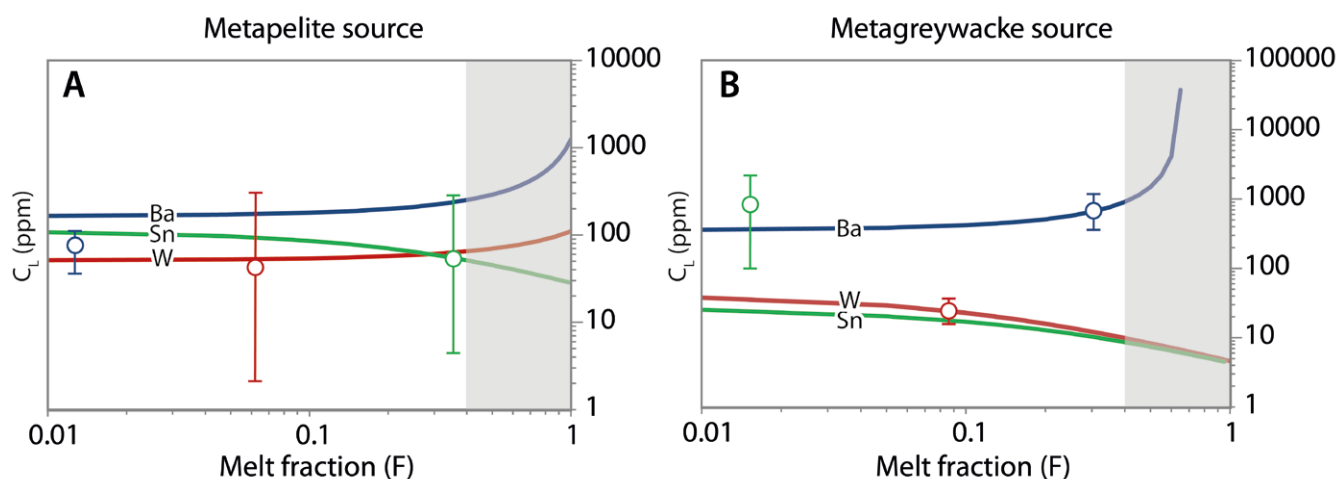 Metapelite source
A
10000
1000
100
10
1
C_L (ppm)
Ba
Sn
W
0.01
0.1
1
Melt fraction (F)
Metagreywacke source
B
100000
10000
1000
100
10
1
C_L (ppm)
Ba
W
Sn
0.01
0.1
1
Melt fraction (F)